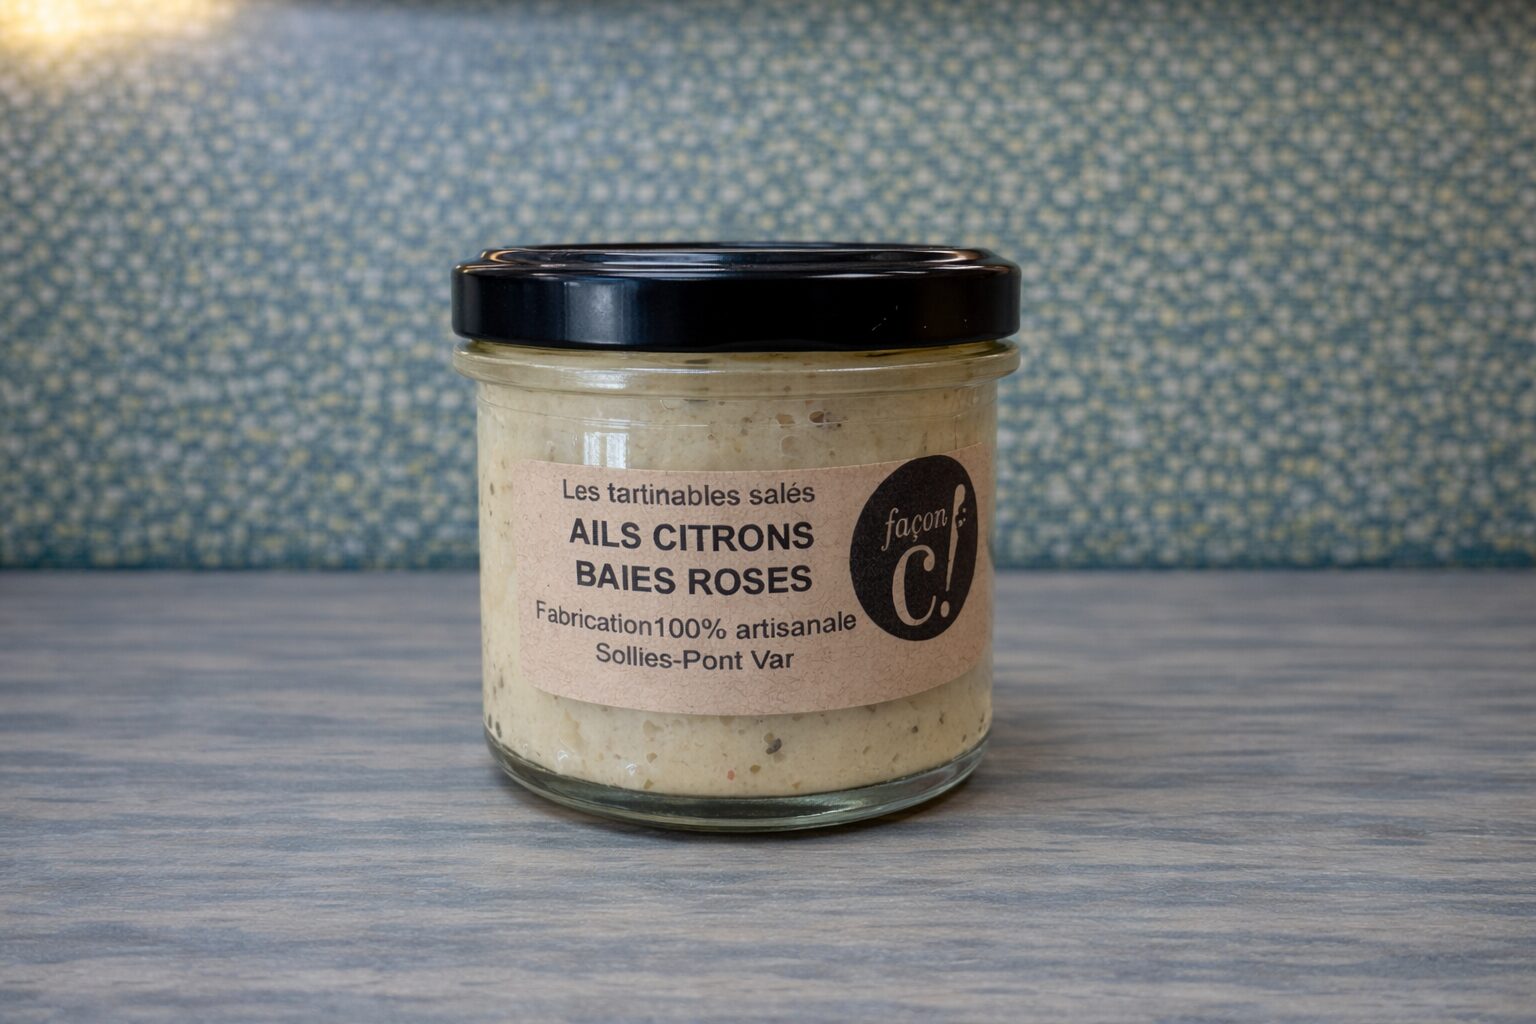 Les tartinables salés
AILS CITRONS
BAIES ROSES
Fabrication100% artisanale
Sollies-Pont Var
façon
C!